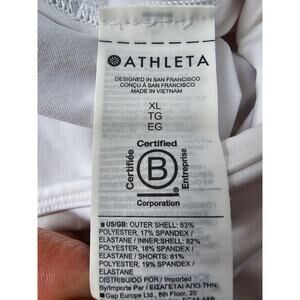 ATHLETA
DESIGNED IN SAN FRANCISCO
CONÇU À SAN FRANCISCO
MADE IN VIETNAM
XL
TG
EG
Certified
Certifiée
B
Entreprise
Corporation
US/GB: OUTER SHELL: 83%
POLYESTER, 17% SPANDEX /
ELASTANE / INNER:SHELL: 82%
POLYESTER, 18% SPANDEX /
ELASTANE / SHORTS: 81%
POLYESTER, 19% SPANDEX /
ELASTANE
DISTRIBUIDO POR / Imported
By/Importe Par / ΕΙΣΑΓΕΤΑΙ ΑΠΟ ΤΗΝ:
Gap Europe Ltd., 8th Floor, 20